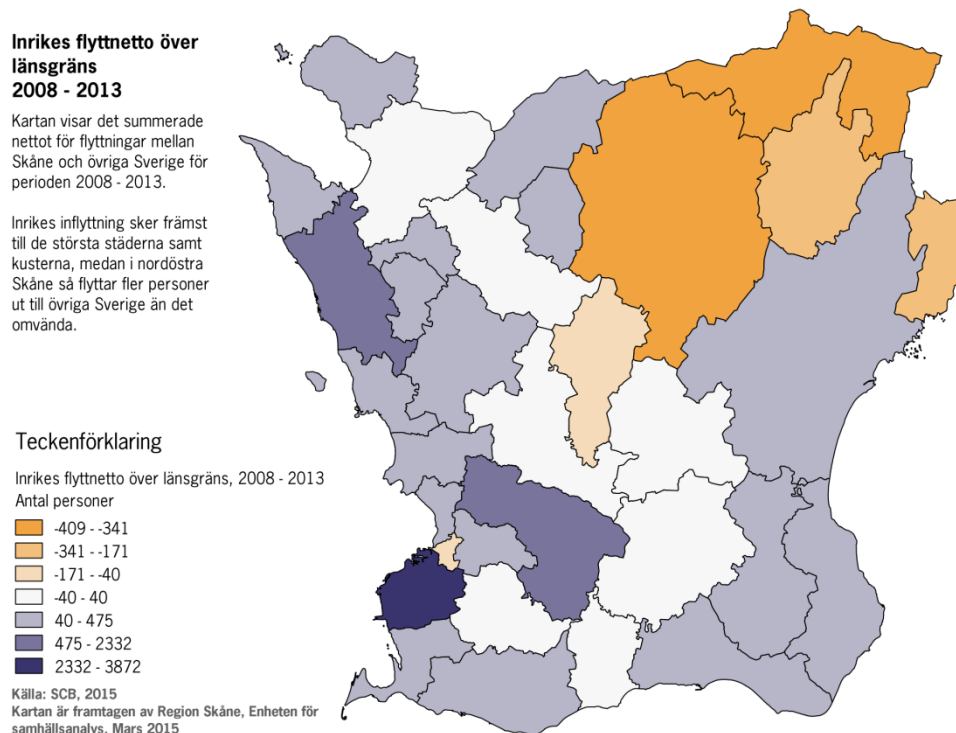 Inrikes flyttnetto över
länsgräns
2008 - 2013
Kartan visar det summerade
nettot för flyttningar mellan
Skåne och övriga Sverige för
perioden 2008 - 2013.
Inrikes inflyttning sker främst
till de största städerna samt
kusterna, medan i nordöstra
Skåne så flyttar fler personer
ut till övriga Sverige än det
omvända.
Teckenförklaring
Inrikes flyttnetto över länsgräns, 2008 - 2013
Antal personer
-409 - -341
-341 - -171
-171 - -40
-40 - 40
40 - 475
475 - 2332
2332 - 3872
Källa: SCB, 2015
Kartan är framtagen av Region Skåne, Enheten för
samhällsanalys, Mars 2015